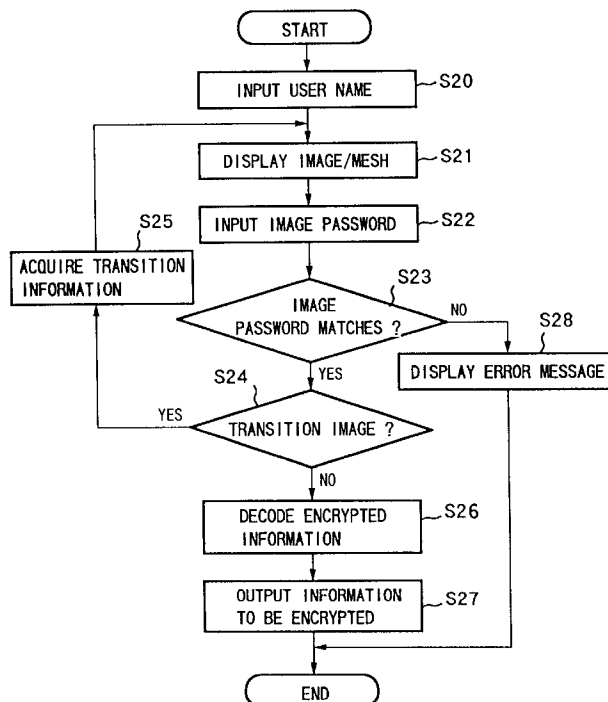 START
INPUT USER NAME
S20
DISPLAY IMAGE/MESH
S21
INPUT IMAGE PASSWORD
S22
S25
ACQUIRE TRANSITION
INFORMATION
S23
IMAGE
PASSWORD MATCHES ?
NO
S28
DISPLAY ERROR MESSAGE
YES
S24
TRANSITION IMAGE ?
YES
NO
DECODE ENCRYPTED
INFORMATION
S26
OUTPUT INFORMATION
TO BE ENCRYPTED
S27
END